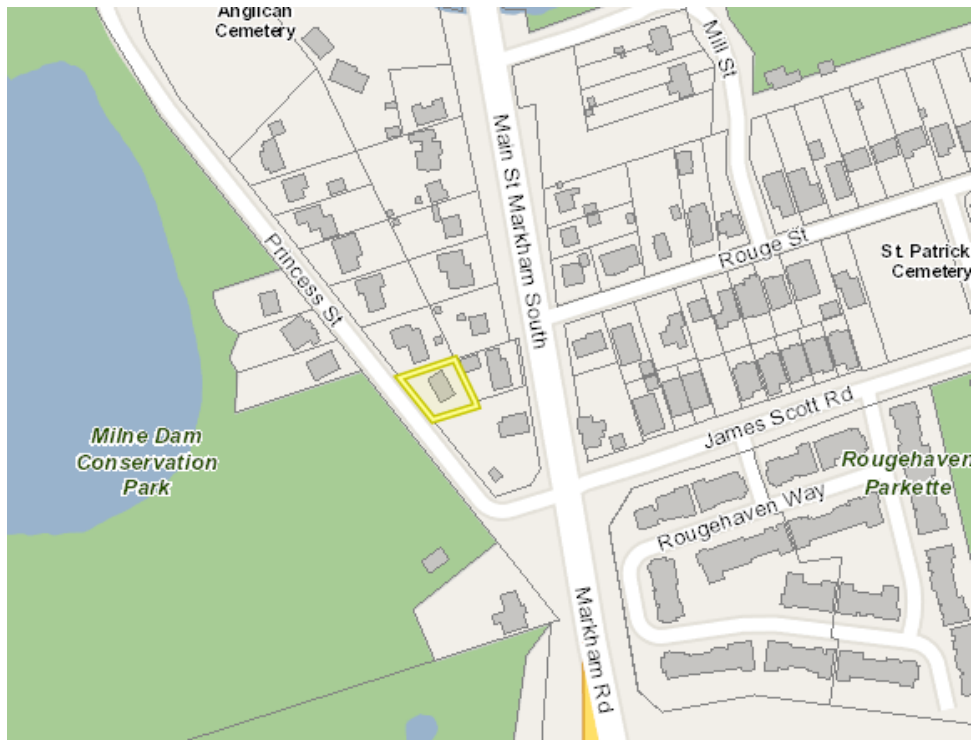 Anglican
Cemetery
Mill St
Main St Markham South
Princess St
Rouge St
St. Patrick
Cemetery
James Scott Rd
Milne Dam
Conservation
Park
Rougehaven
Parkette
Rougehaven Way
Markham Rd